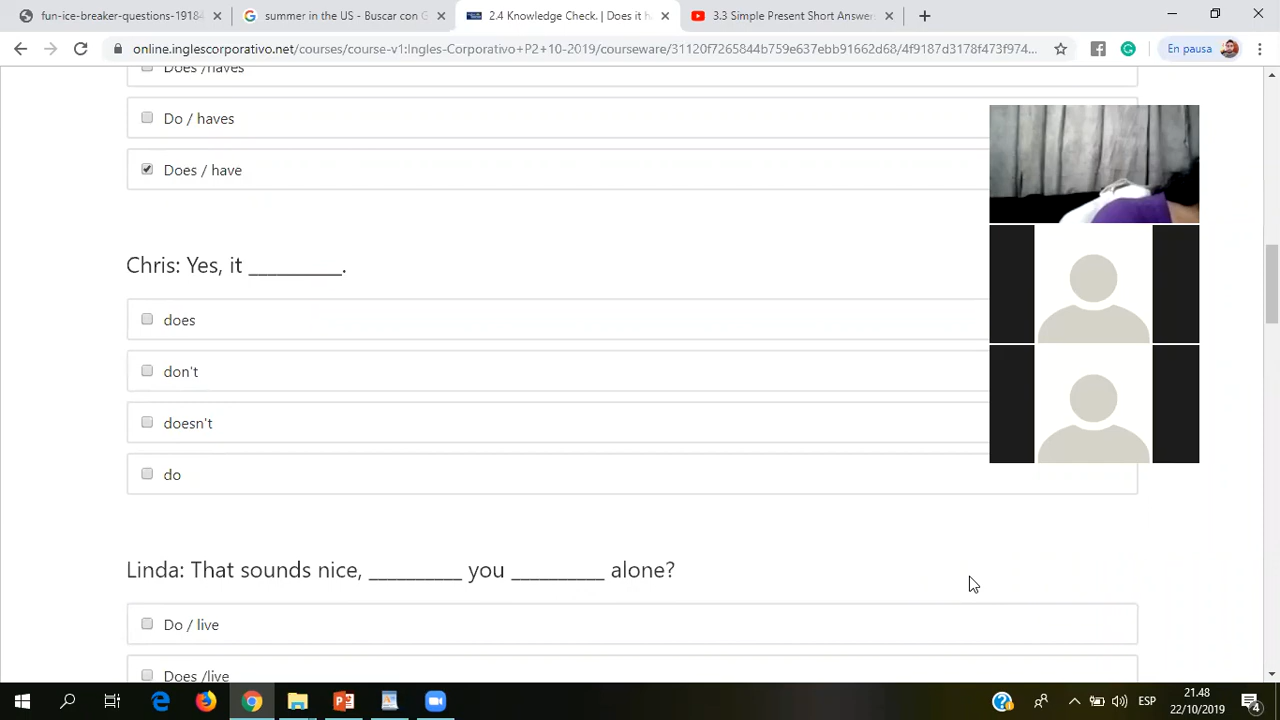 fun-ice-breaker-questions-19184
summer in the US - Buscar con G
2.4 Knowledge Check. | Does it h
3.3 Simple Present Short Answer
online.inglescorporativo.net/courses/course-v1:Ingles-Corporativo+P2+10-2019/courseware/31120f7265844b759e637ebb91662d68/4f9187d3178f473f974...
En pausa
Does /haves
Do / haves
Does / have
Chris: Yes, it __________.
does
don't
doesn't
do
Linda: That sounds nice, __________ you __________ alone?
Do / live
Does /live
ESP
21.48
22/10/2019
4